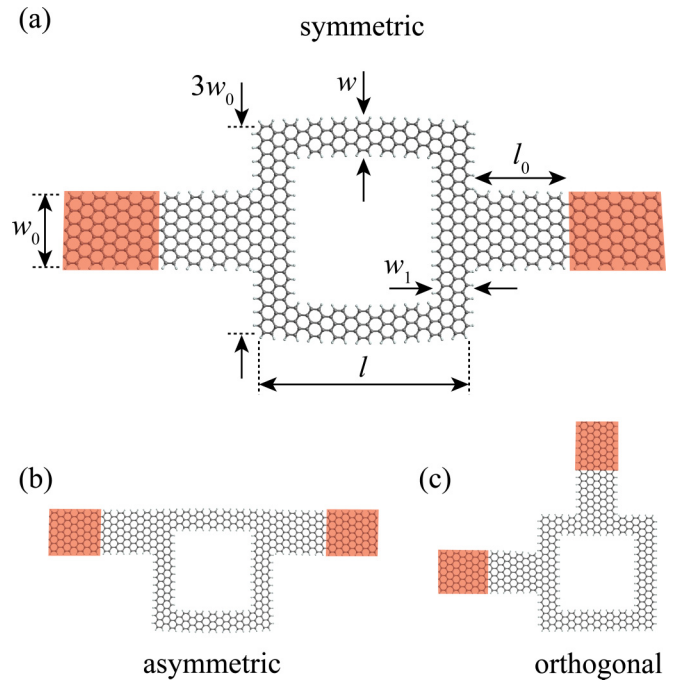 (a)
symmetric
3w₀
w
l₀
w₀
w₁
l
(b)
(c)
asymmetric
orthogonal